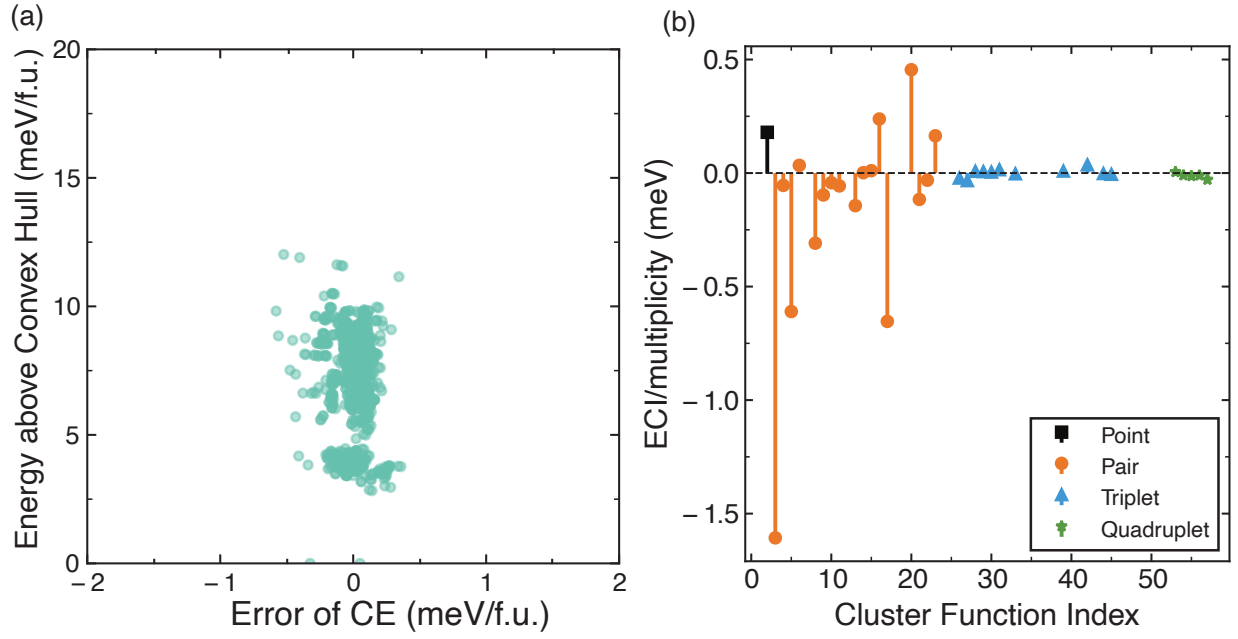 (a)
Energy above Convex Hull (meV/f.u.)
20
15
10
5
0
−2
−1
0
1
2
Error of CE (meV/f.u.)
(b)
ECI/multiplicity (meV)
0.5
0.0
−0.5
−1.0
−1.5
0
10
20
30
40
50
Cluster Function Index
Point
Pair
Triplet
Quadruplet